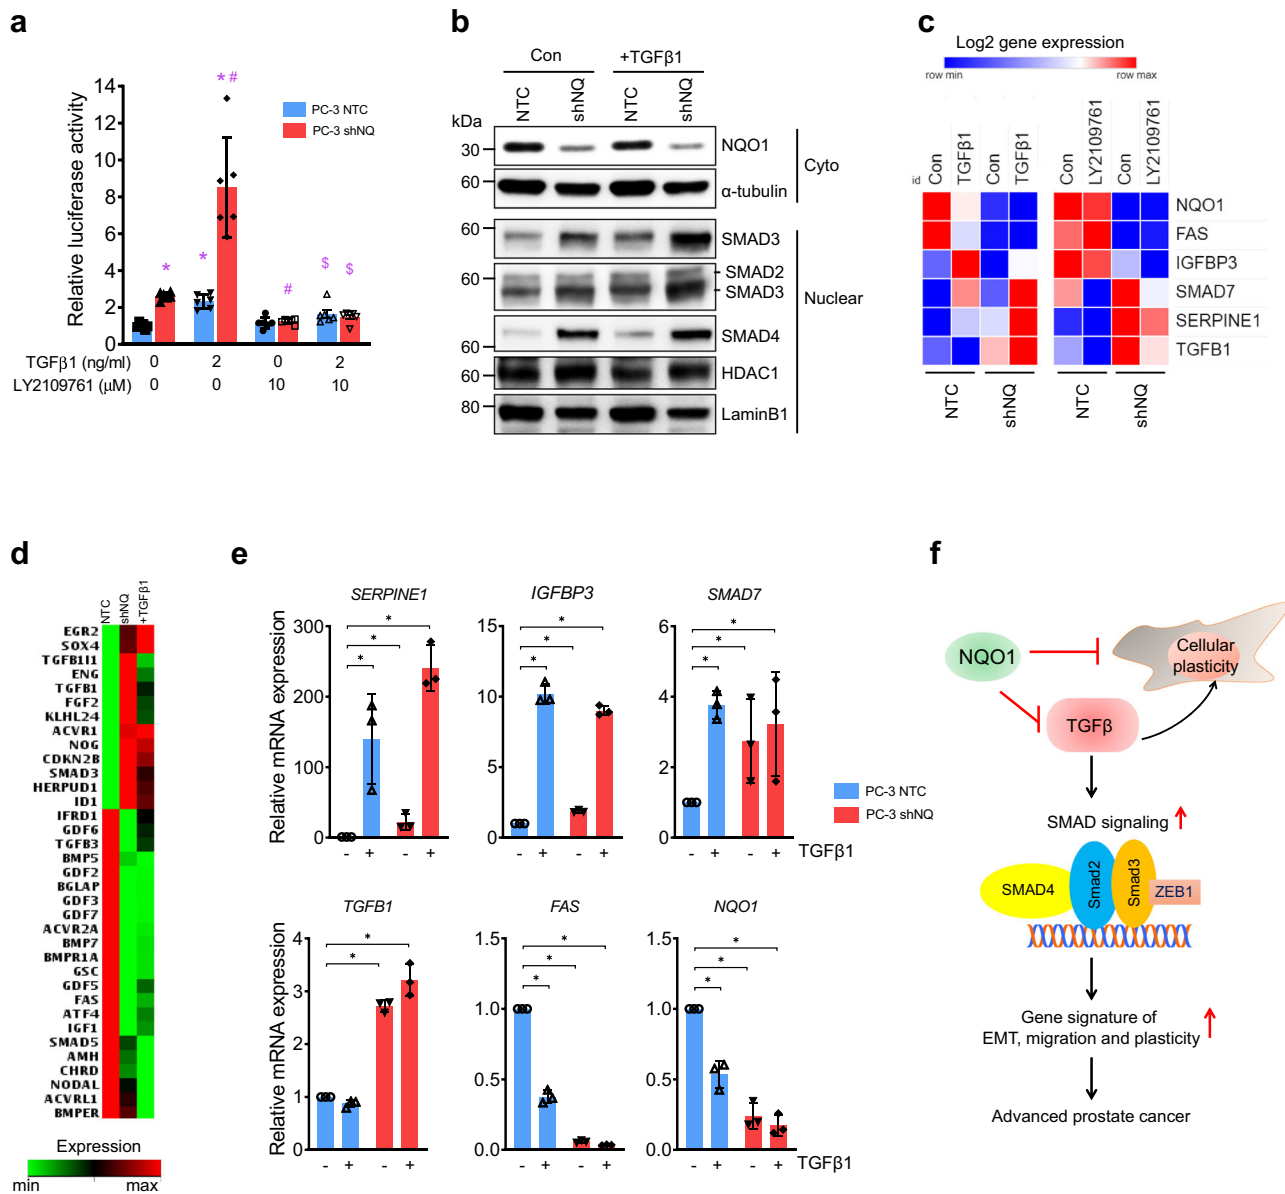 a
Relative luciferase activity
14
12
10
8
6
4
2
0
*
*
* #
#
$
$
PC-3 NTC
PC-3 shNQ
TGFβ1 (ng/ml) 0 2 0 2
LY2109761 (μM) 0 0 10 10
b
Con +TGFβ1
NTC shNQ NTC shNQ
kDa
30 NQO1
60 α-tubulin
Cyto
60 SMAD3
60 SMAD2
SMAD3
60 SMAD4
60 HDAC1
80 LaminB1
Nuclear
c
Log2 gene expression
row min row max
id Con TGFβ1 Con TGFβ1 Con LY2109761 Con LY2109761
NQO1
FAS
IGFBP3
SMAD7
SERPINE1
TGFB1
NTC shNQ NTC shNQ
d
NTC shNQ +TGFβ1
EGR2
SOX4
TGFB1I1
ENG
TGFB1
FGF2
KLHL24
ACVR1
NOG
CDKN2B
SMAD3
HERPUD1
ID1
IFRD1
GDF6
TGFB3
BMP5
GDF2
BGLAP
GDF3
GDF7
ACVR2A
BMP7
BMPR1A
GSC
GDF5
FAS
ATF4
IGF1
SMAD5
AMH
CHRD
NODAL
ACVRL1
BMPER
Expression
min max
e
SERPINE1
Relative mRNA expression
300
200
100
0
*
*
*
- + - +
IGFBP3
15
10
5
0
*
*
*
- + - +
SMAD7
6
4
2
0
*
*
*
- + - + TGFβ1
PC-3 NTC
PC-3 shNQ
TGFB1
Relative mRNA expression
4
3
2
1
0
*
*
- + - +
FAS
1.5
1.0
0.5
0.0
*
*
*
- + - +
NQO1
1.5
1.0
0.5
0.0
*
*
*
- + - + TGFβ1
f
NQO1
Cellular
plasticity
TGFβ
SMAD signaling
SMAD4
Smad2
Smad3
ZEB1
Gene signature of
EMT, migration and plasticity
Advanced prostate cancer